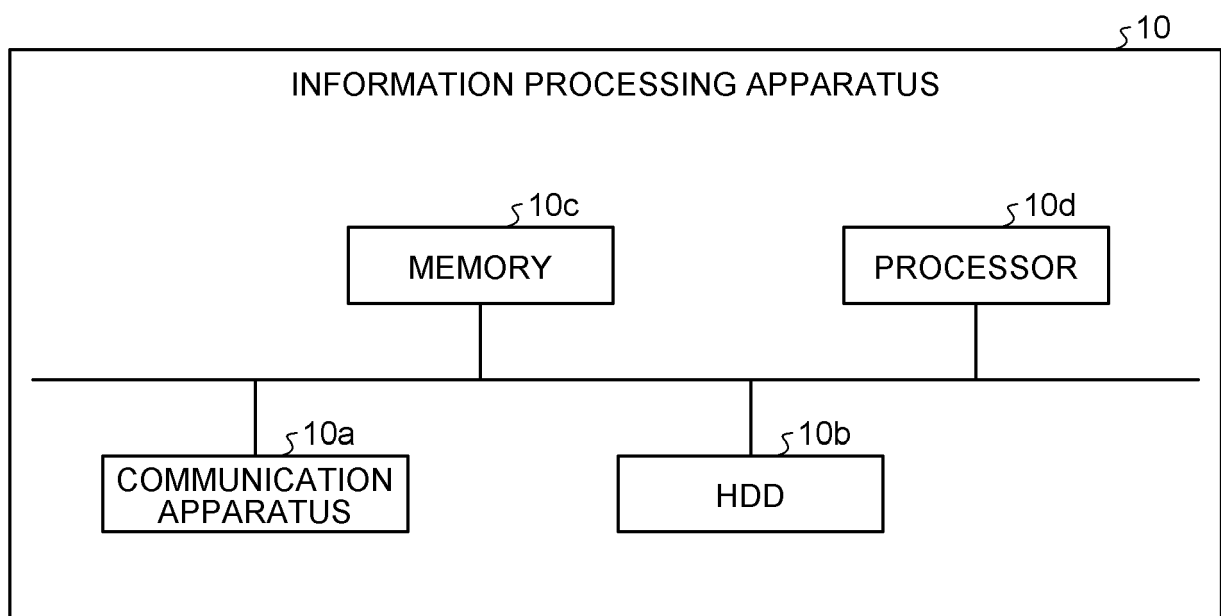 10
INFORMATION PROCESSING APPARATUS
10c
10d
MEMORY
PROCESSOR
10a
10b
COMMUNICATION
APPARATUS
HDD